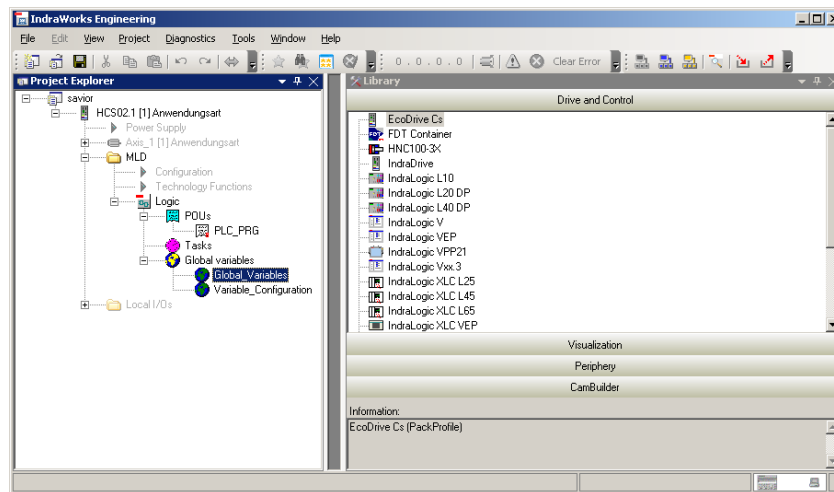 IndraWorks Engineering
File Edit View Project Diagnostics Tools Window Help
0 . 0 . 0 . 0 Clear Error
Project Explorer
savior
HCS02.1 [1] Anwendungsart
Power Supply
Axis_1 [1] Anwendungsart
MLD
Configuration
Technology Functions
Logic
POUs
PLC_PRG
Tasks
Global variables
Global_Variables
Variable_Configuration
Local I/Os
Library
Drive and Control
EcoDrive Cs
FDT Container
HNC100-3X
IndraDrive
IndraLogic L10
IndraLogic L20 DP
IndraLogic L40 DP
IndraLogic V
IndraLogic VEP
IndraLogic VPP21
IndraLogic Vxx.3
IndraLogic XLC L25
IndraLogic XLC L45
IndraLogic XLC L65
IndraLogic XLC VEP
Visualization
Periphery
CamBuilder
Information:
EcoDrive Cs (PackProfile)